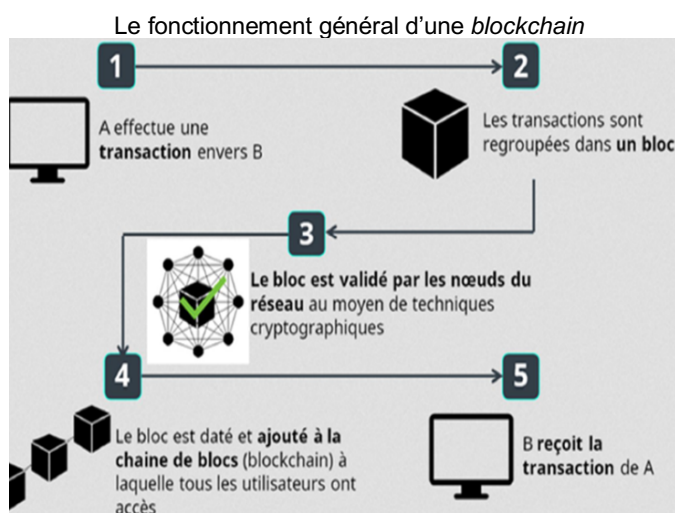 Le fonctionnement général d'une blockchain
1
2
A effectue une
transaction envers B
Les transactions sont
regroupées dans un bloc
3
Le bloc est validé par les nœuds du
réseau au moyen de techniques
cryptographiques
4
5
Le bloc est daté et ajouté à la
chaine de blocs (blockchain) à
laquelle tous les utilisateurs ont
accès
B reçoit la
transaction de A